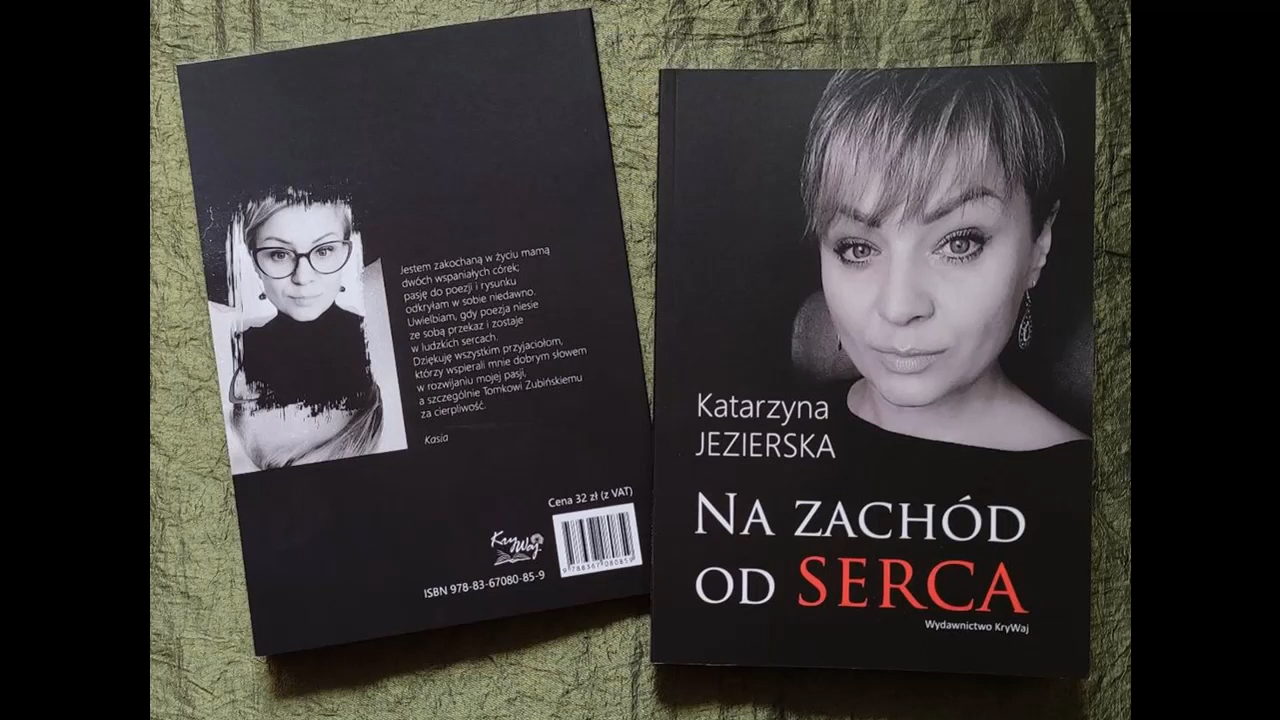 Jestem zakochaną w życiu mamą
dwóch wspaniałych córek;
pasję do poezji i rysunku
odkryłam w sobie niedawno.
Uwielbiam, gdy poezja niesie
ze sobą przekaz i zostaje
w ludzkich sercach.
Dziękuję wszystkim przyjaciołom,
którzy wspierali mnie dobrym słowem
w rozwijaniu mojej pasji,
a szczególnie Tomkowi Zubińskiemu
za cierpliwość.
Kasia
Cena 32 zł (z VAT)
KryWaj
9 788367 080859
ISBN 978-83-67080-85-9
Katarzyna
JEZIERSKA
NA ZACHÓD
OD SERCA
Wydawnictwo KryWaj